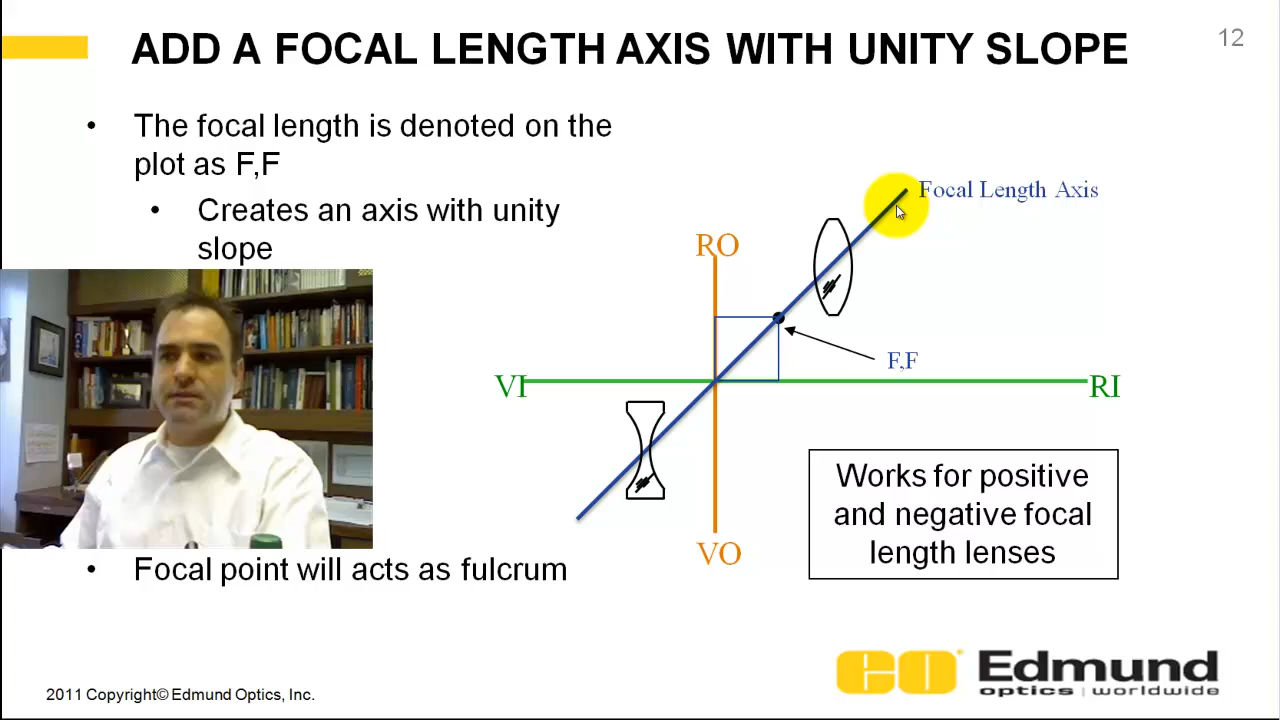 ADD A FOCAL LENGTH AXIS WITH UNITY SLOPE
12
• The focal length is denoted on the
plot as F,F
• Creates an axis with unity
slope
• Focal point will acts as fulcrum
Focal Length Axis
RO
F,F
VI
RI
VO
Works for positive
and negative focal
length lenses
2011 Copyright© Edmund Optics, Inc.
EO Edmund
optics | worldwide